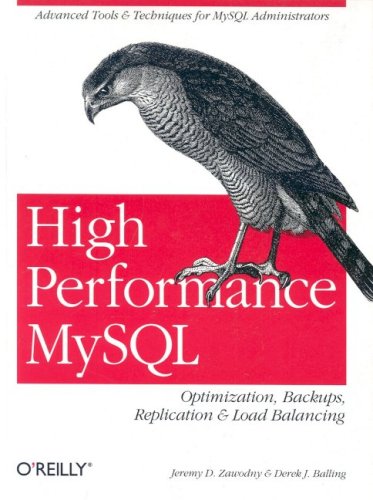 Advanced Tools & Techniques for MySQL Administrators
High
Performance
MySQL
Optimization, Backups,
Replication & Load Balancing
O'REILLY®
Jeremy D. Zawodny & Derek J. Balling